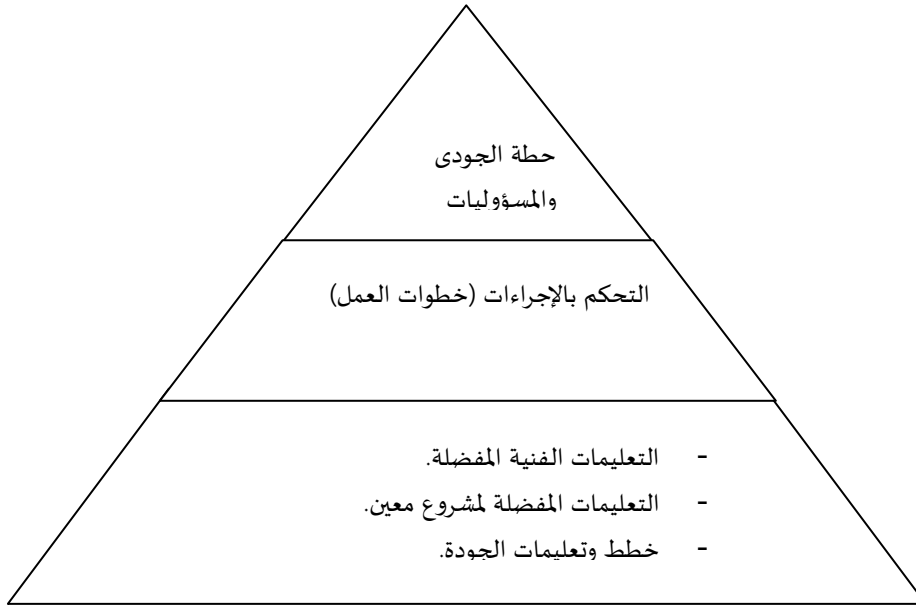 حطة الجودى
والمسؤوليات
التحكم بالإجراءات (خطوات العمل)
- التعليمات الفنية المفضلة.
- التعليمات المفضلة لمشروع معين.
- خطط وتعليمات الجودة.